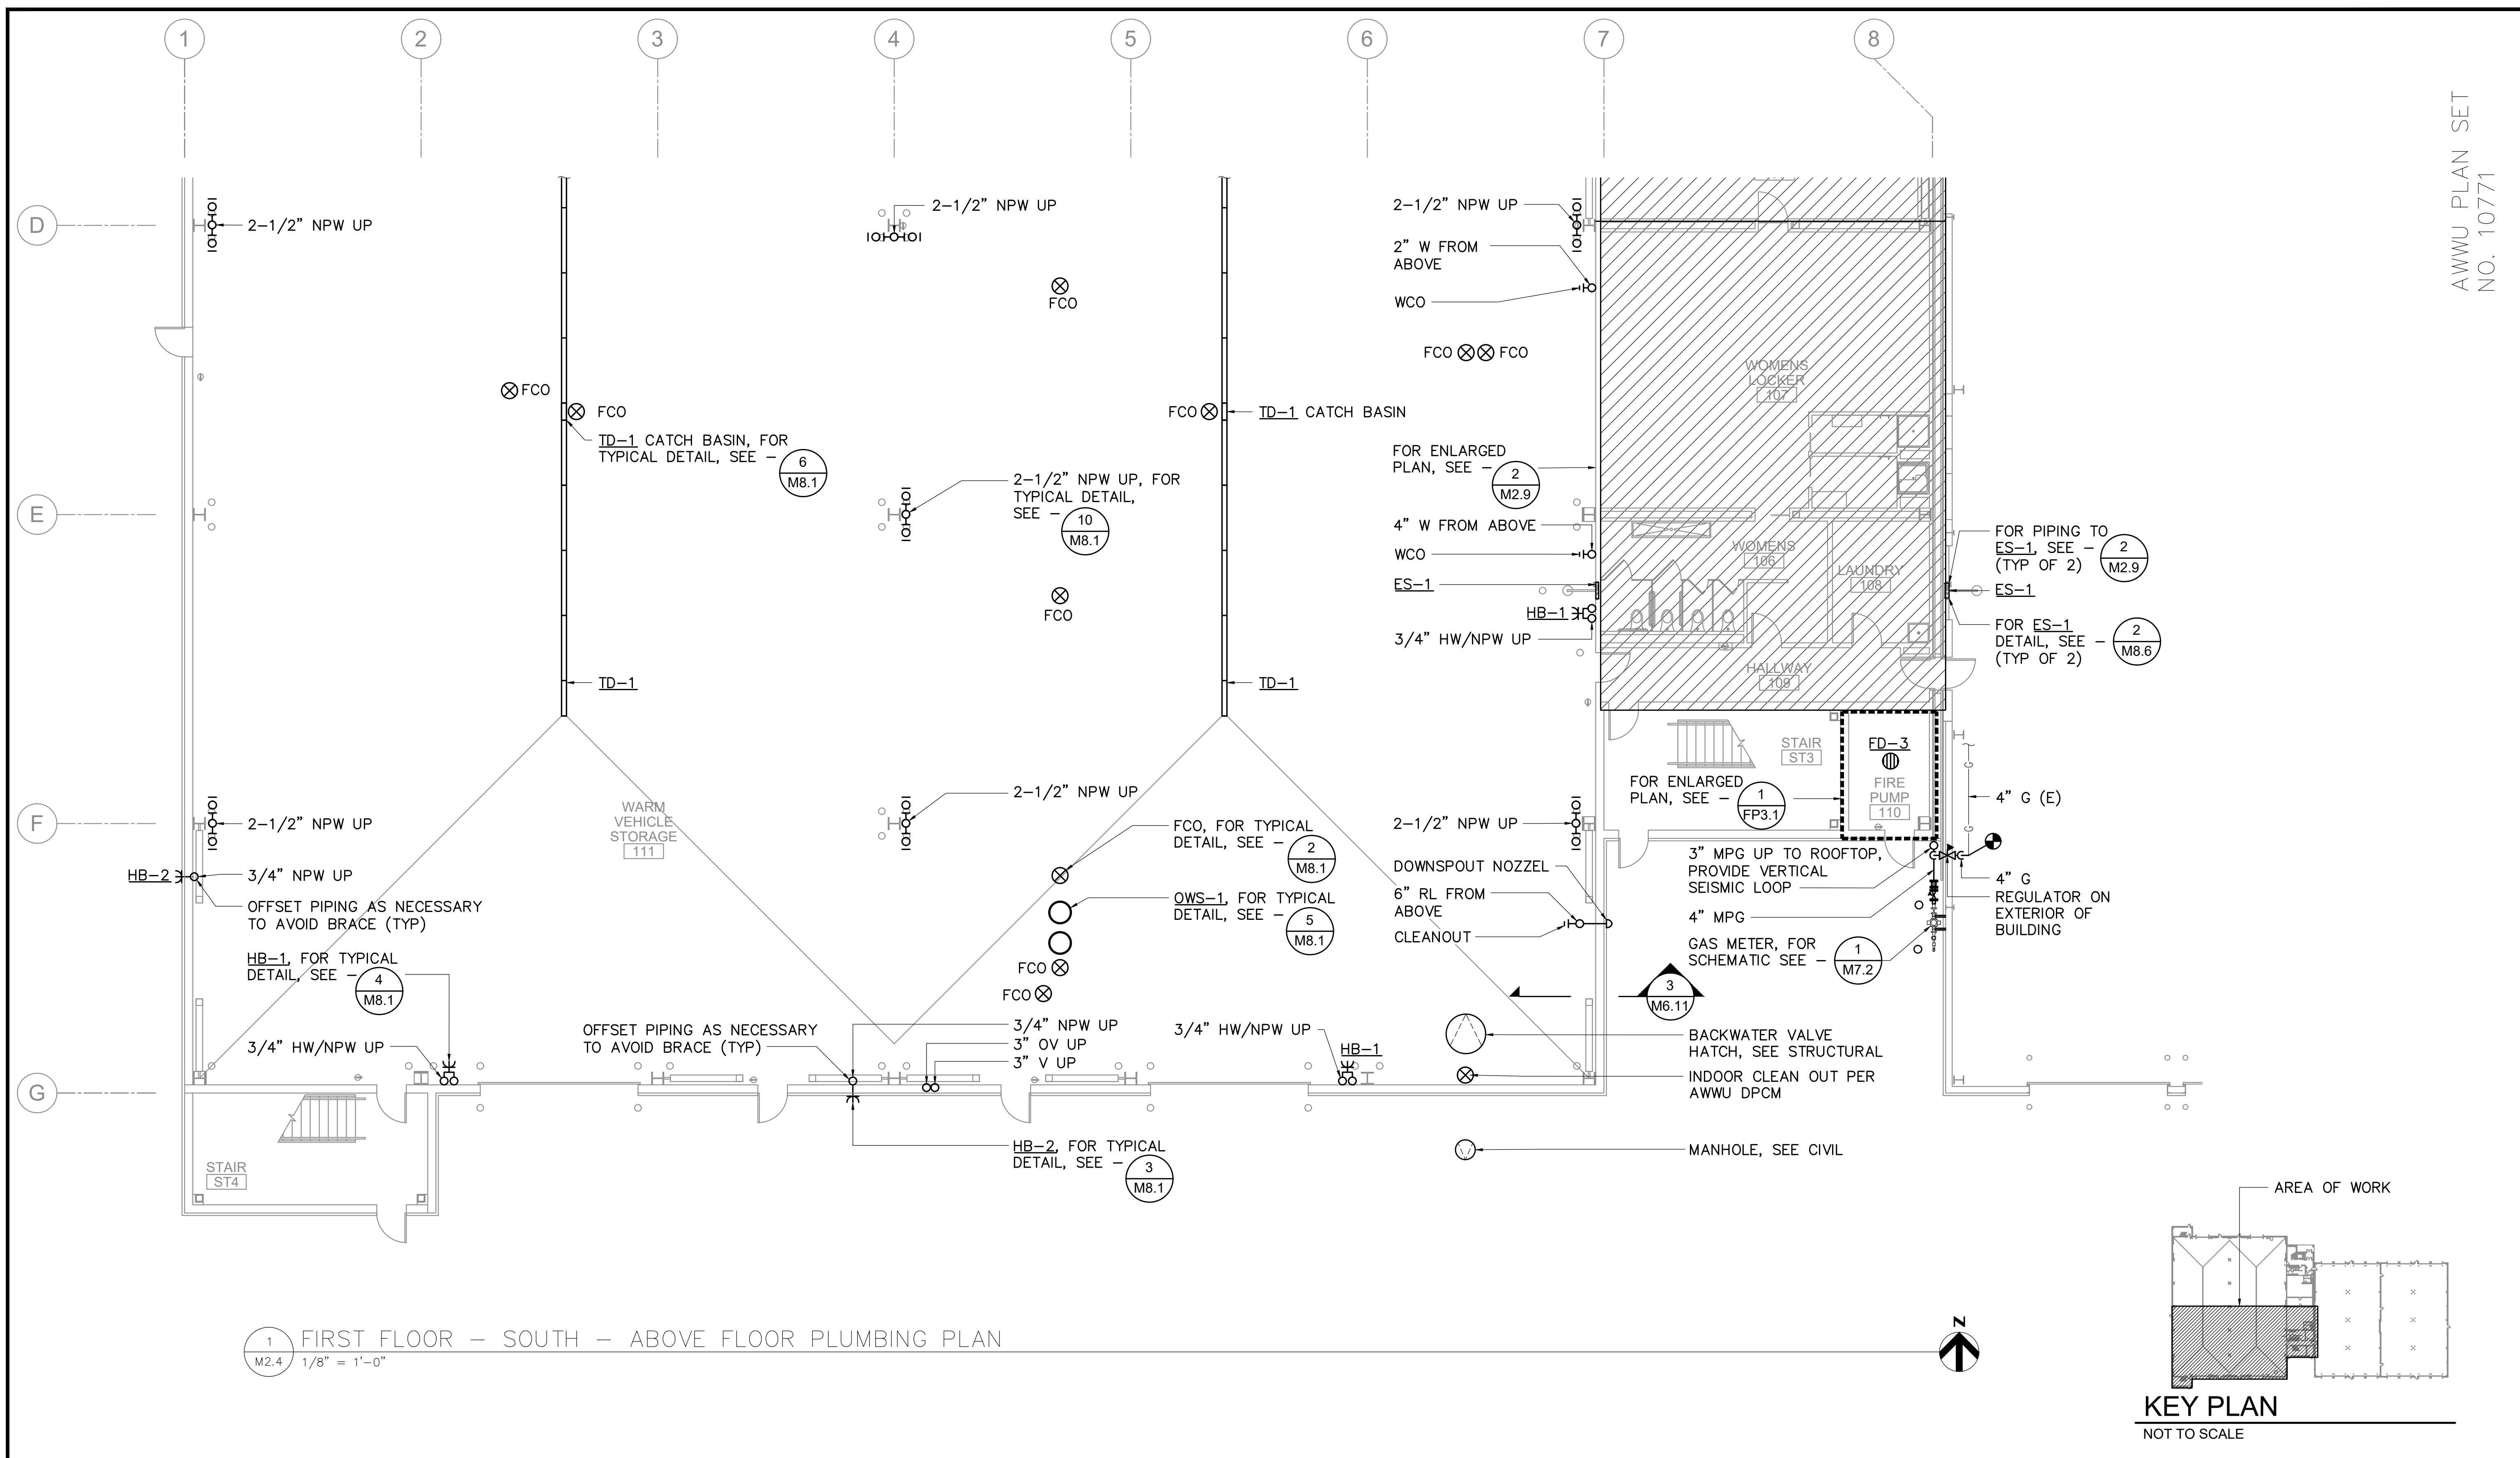 1
2
3
4
5
6
7
8
AWWU PLAN SET
NO. 10771
D
E
F
G
2-1/2" NPW UP
2-1/2" NPW UP
FCO
2-1/2" NPW UP
2" W FROM
ABOVE
WCO
FCO
FCO
WOMENS
LOCKER
107
FCO
FCO
TD-1 CATCH BASIN, FOR
TYPICAL DETAIL, SEE -
6
M8.1
FCO
TD-1 CATCH BASIN
FOR ENLARGED
PLAN, SEE -
2
M2.9
2-1/2" NPW UP, FOR
TYPICAL DETAIL,
SEE -
10
M8.1
4" W FROM ABOVE
WCO
ES-1
HB-1
3/4" HW/NPW UP
FCO
WOMENS
106
LAUNDRY
108
HALLWAY
109
FOR PIPING TO
ES-1, SEE -
(TYP OF 2)
2
M2.9
ES-1
FOR ES-1
DETAIL, SEE -
(TYP OF 2)
2
M8.6
TD-1
TD-1
STAIR
ST3
FD-3
FIRE
PUMP
110
FOR ENLARGED
PLAN, SEE -
1
FP3.1
G
G
4" G (E)
2-1/2" NPW UP
WARM
VEHICLE
STORAGE
111
2-1/2" NPW UP
FCO, FOR TYPICAL
DETAIL, SEE -
2
M8.1
2-1/2" NPW UP
HB-2
3/4" NPW UP
OFFSET PIPING AS NECESSARY
TO AVOID BRACE (TYP)
OWS-1, FOR TYPICAL
DETAIL, SEE -
5
M8.1
DOWNSPOUT NOZZEL
6" RL FROM
ABOVE
CLEANOUT
3" MPG UP TO ROOFTOP,
PROVIDE VERTICAL
SEISMIC LOOP
4" MPG
GAS METER, FOR
SCHEMATIC SEE -
1
M7.2
4" G
REGULATOR ON
EXTERIOR OF
BUILDING
HB-1, FOR TYPICAL
DETAIL, SEE -
4
M8.1
FCO
FCO
3
M6.11
3/4" HW/NPW UP
OFFSET PIPING AS NECESSARY
TO AVOID BRACE (TYP)
3/4" NPW UP
3" OV UP
3" V UP
3/4" HW/NPW UP
HB-1
BACKWATER VALVE
HATCH, SEE STRUCTURAL
INDOOR CLEAN OUT PER
AWWU DPCM
HB-2, FOR TYPICAL
DETAIL, SEE -
3
M8.1
MANHOLE, SEE CIVIL
STAIR
ST4
AREA OF WORK
1
M2.4
FIRST FLOOR - SOUTH - ABOVE FLOOR PLUMBING PLAN
1/8" = 1'-0"
N
KEY PLAN
NOT TO SCALE